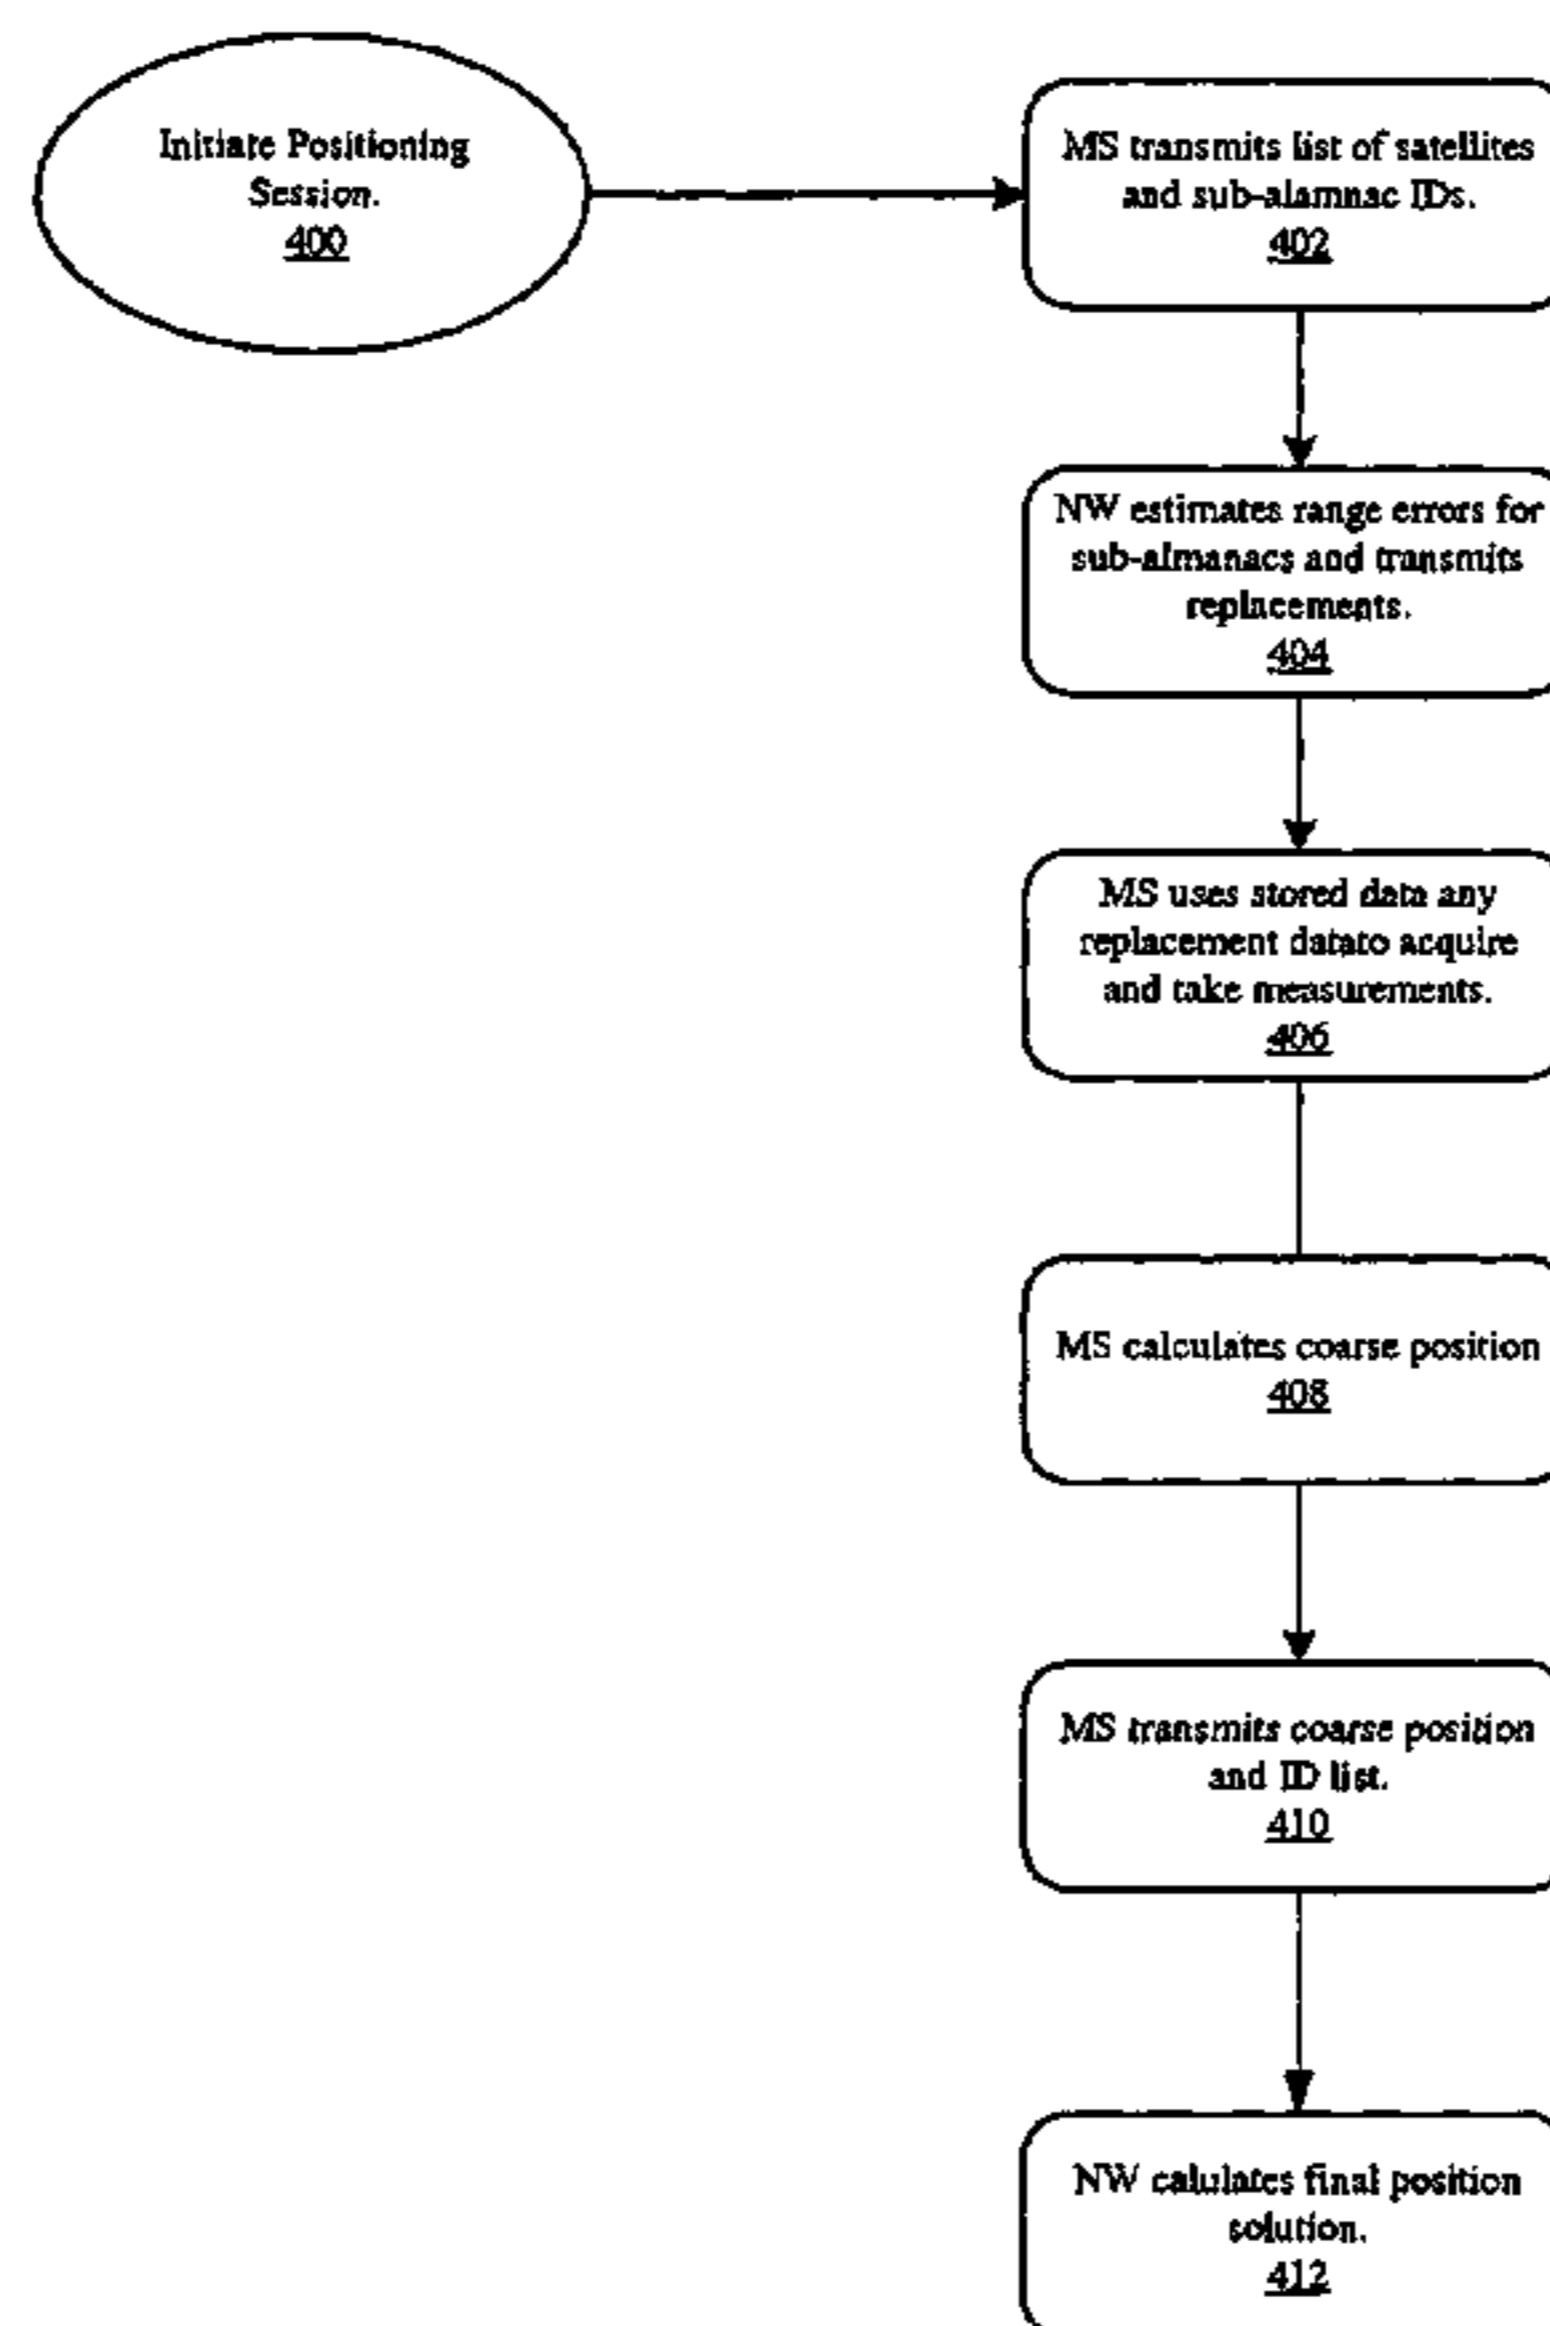 Initiate Positioning
Session.
400
MS transmits list of satellites
and sub-alamnac IDs.
402
NW estimates range errors for
sub-almanacs and transmits
replacements.
404
MS uses stored data any
replacement datato acquire
and take measurements.
406
MS calculates coarse position
408
MS transmits coarse position
and ID list.
410
NW calulates final position
solution.
412